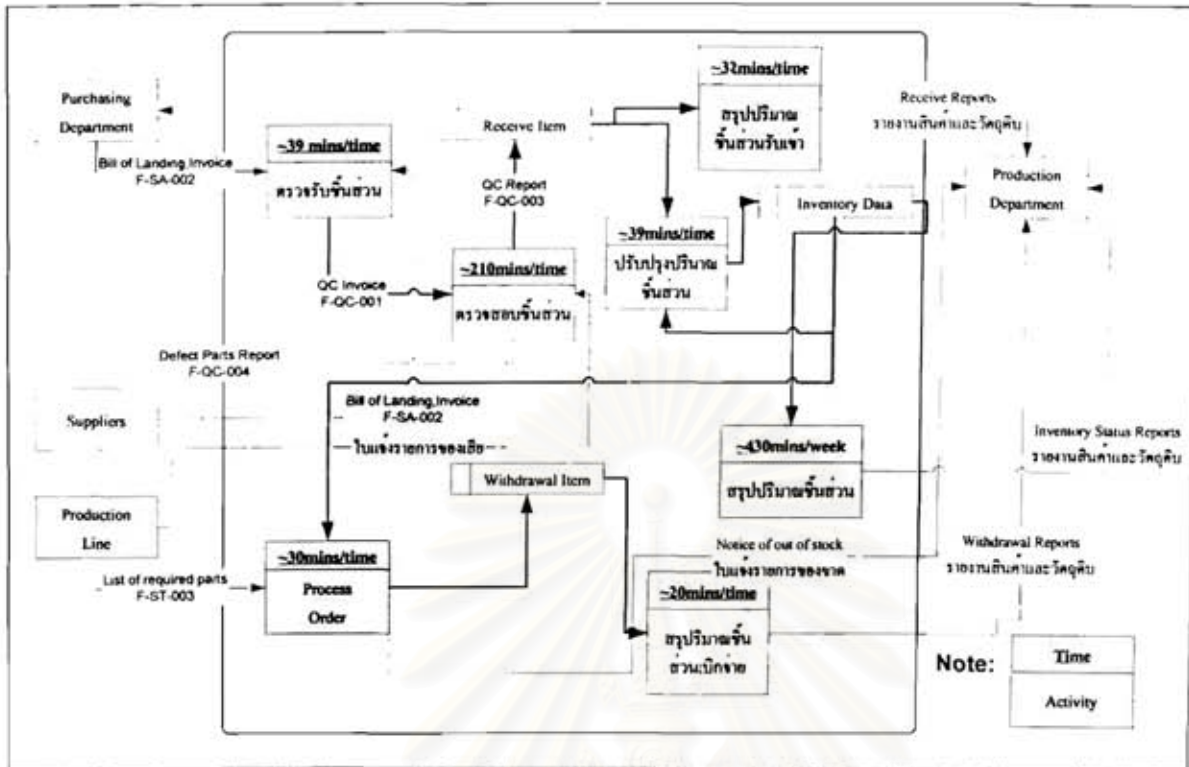 Purchasing
Department
Bill of Landing,Invoice
F-SA-002
~39 mins/time
ตรวจรับชิ้นส่วน
Receive Item
QC Report
F-QC-003
~32mins/time
สรุปปริมาณ
ชิ้นส่วนรับเข้า
Receive Reports
รายงานสินค้าและวัตถุดิบ
Production
Department
Inventory Data
~39mins/time
ปรับปรุงปริมาณ
ชิ้นส่วน
QC Invoice
F-QC-001
~210mins/time
ตรวจสอบชิ้นส่วน
Defect Parts Report
F-QC-004
Suppliers
Bill of Landing,Invoice
F-SA-002
ใบแจ้งรายการของเสีย
Withdrawal Item
~430mins/week
สรุปปริมาณชิ้นส่วน
Inventory Status Reports
รายงานสินค้าและวัตถุดิบ
Production
Line
List of required parts
F-ST-003
~30mins/time
Process
Order
Notice of out of stock
ใบแจ้งรายการของขาด
~20mins/time
สรุปปริมาณชิ้น
ส่วนเบิกจ่าย
Withdrawal Reports
รายงานสินค้าและวัตถุดิบ
Note:
Time
Activity